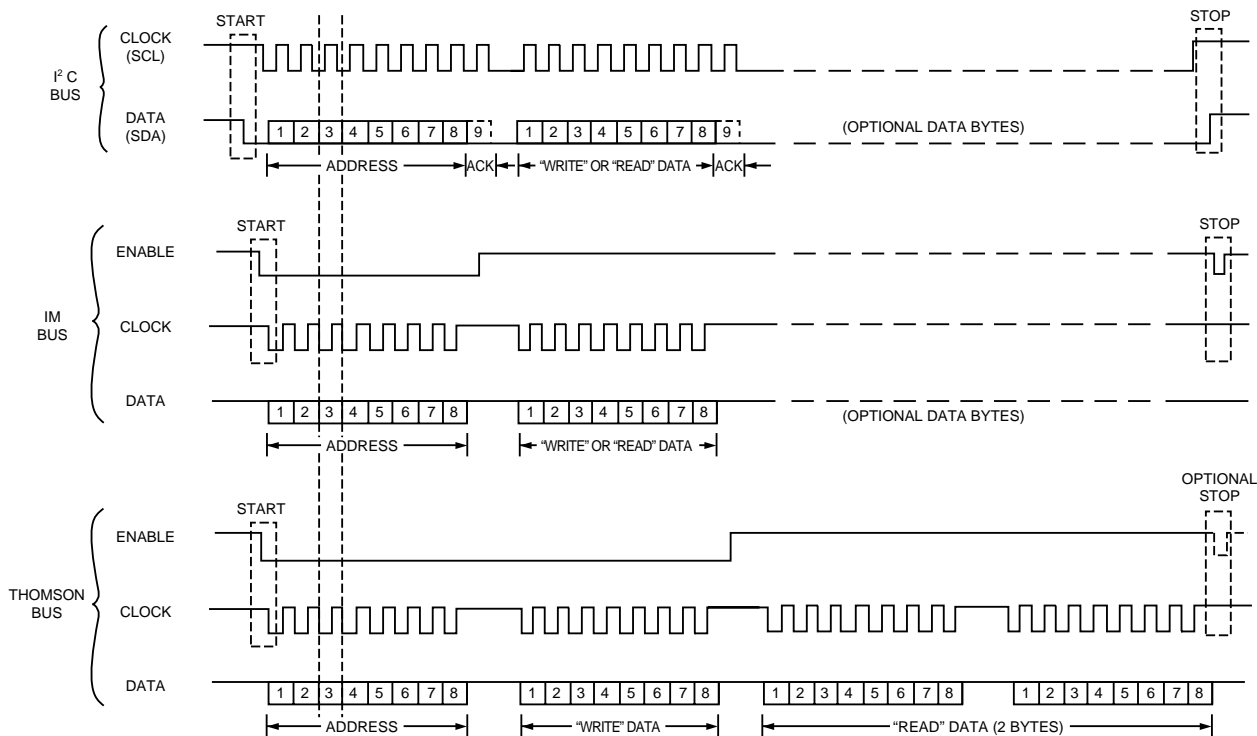 START
STOP
CLOCK
(SCL)
I² C
BUS
DATA
(SDA)
1 2 3 4 5 6 7 8 9
1 2 3 4 5 6 7 8 9
(OPTIONAL DATA BYTES)
ADDRESS
ACK
“WRITE” OR “READ” DATA
ACK
START
STOP
ENABLE
IM
BUS
CLOCK
DATA
1 2 3 4 5 6 7 8
1 2 3 4 5 6 7 8
(OPTIONAL DATA BYTES)
ADDRESS
“WRITE” OR “READ” DATA
START
OPTIONAL
STOP
ENABLE
THOMSON
BUS
CLOCK
DATA
1 2 3 4 5 6 7 8
1 2 3 4 5 6 7 8
1 2 3 4 5 6 7 8
1 2 3 4 5 6 7 8
ADDRESS
“WRITE” DATA
“READ” DATA (2 BYTES)